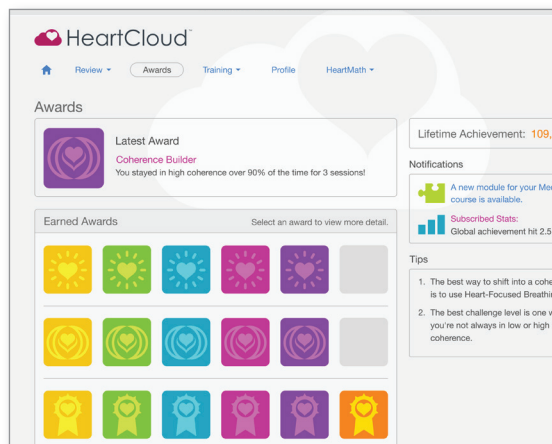 HeartCloud™
Review
Awards
Training
Profile
HeartMath
Awards
Latest Award
Coherence Builder
You stayed in high coherence over 90% of the time for 3 sessions!
Earned Awards
Select an award to view more detail.
Lifetime Achievement: 109,
Notifications
A new module for your
course is available.
Subscribed Stats:
Global achievement hit 2.5
Tips
1. The best way to shift into a
is to use Heart-Focused
2. The best challenge level is one
you're not always in low or high
coherence.